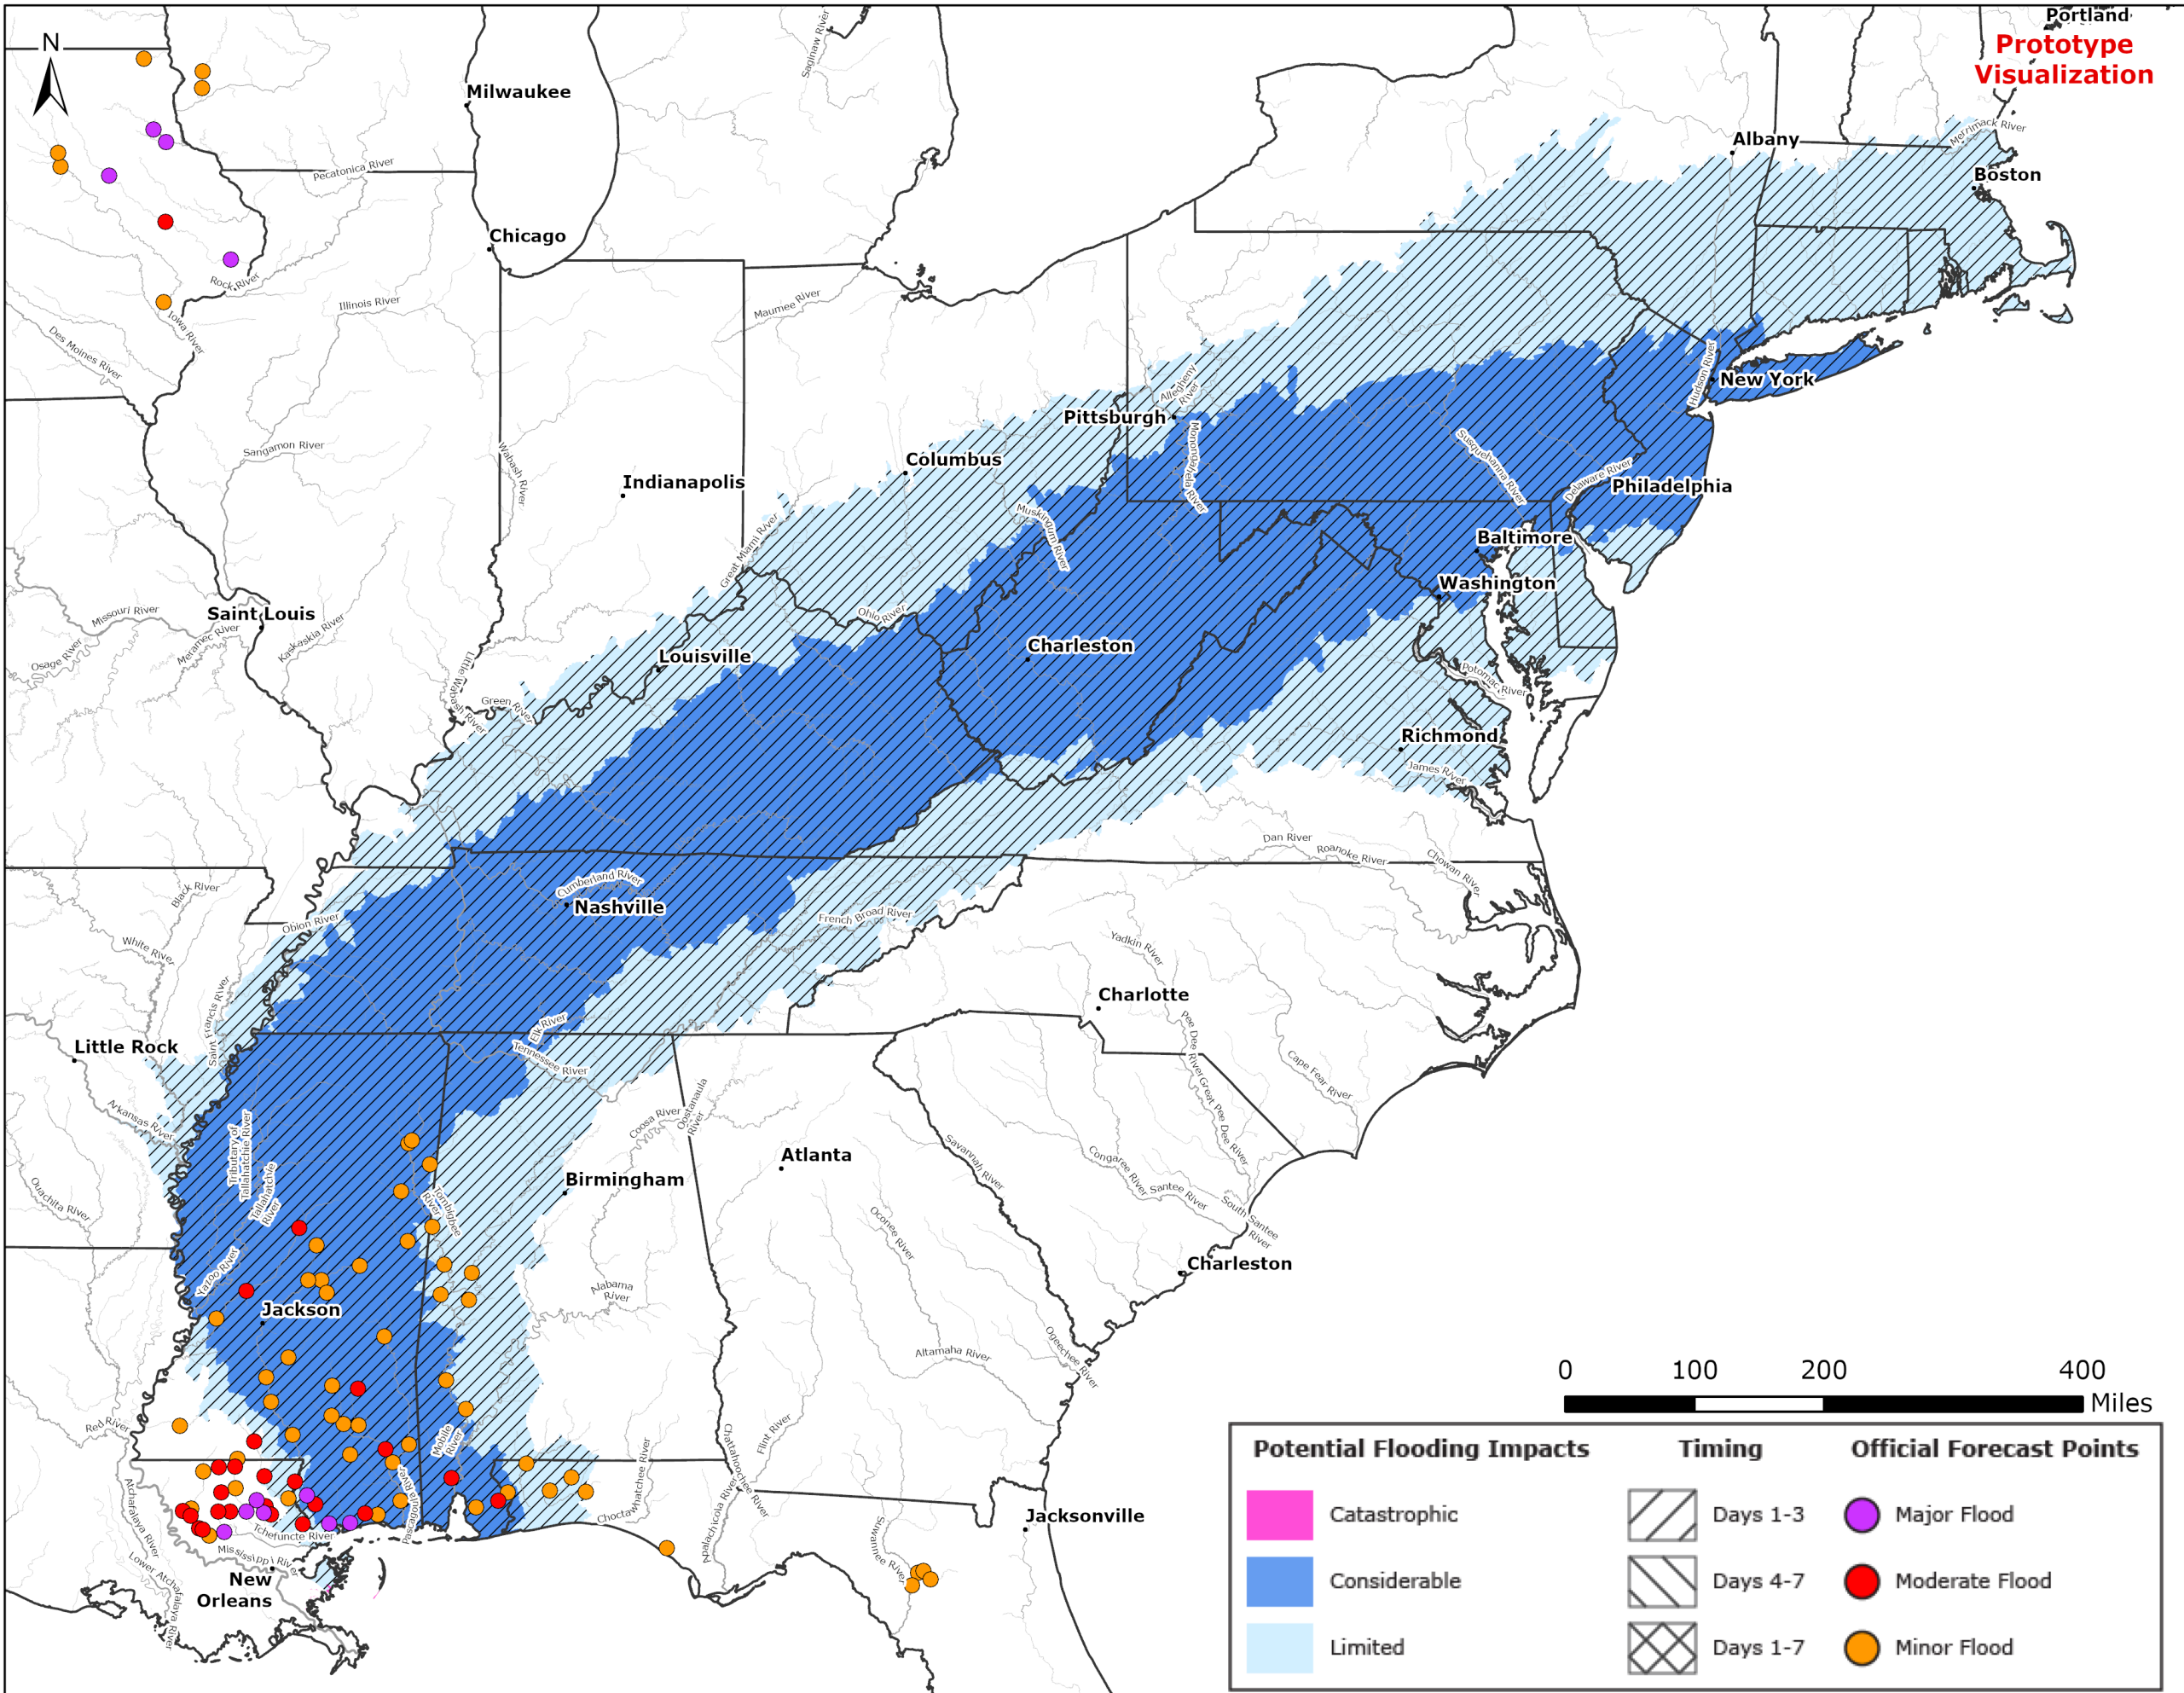 Portland
Prototype
Visualization
N
Saginaw River
Milwaukee
Merrimack River
Albany
Boston
Pecatonica River
Chicago
Rock River
Illinois River
Maumee River
Iowa River
Des Moines River
Hudson River
New York
Allegheny
River
Pittsburgh
Sangamon River
Wabash River
Columbus
Indianapolis
Monongahela River
Susquehanna River
Delaware River
Philadelphia
Muskingum River
Great Miami River
Baltimore
Washington
Missouri River
Saint Louis
Meramec River
Kaskaskia River
Osage River
Ohio River
Charleston
Louisville
Little Wabash River
Green River
Potomac River
Richmond
James River
Dan River
Roanoke River
Chowan River
Black River
Cumberland River
Nashville
Obion River
French Broad River
White River
Yadkin River
Saint Francis River
Charlotte
Elk River
Little Rock
Tennessee River
Pee Dee River
Great Pee Dee River
Cape Fear River
Arkansas River
Coosa River
Oostanaula
River
Tributary of
Tallahatchie River
Tallahatchie
River
Savannah River
Congaree River
Atlanta
Birmingham
Ouachita River
Tombigbee
River
Santee River
South Santee
River
Oconee River
Yazoo River
Alabama
River
Charleston
Jackson
Ogeechee River
Altamaha River
0 100 200 400
Miles
Red River
Mobile
River
Flint River
Chattahoochee River
Choctawhatchee River
Apalachicola River
Atchafalaya River
Pascagoula River
Suwannee River
Jacksonville
Tchefuncte River
Mississippi River
Lower Atchafalaya River
New
Orleans
Potential Flooding Impacts Timing Official Forecast Points
Catastrophic Days 1-3 Major Flood
Considerable Days 4-7 Moderate Flood
Limited Days 1-7 Minor Flood